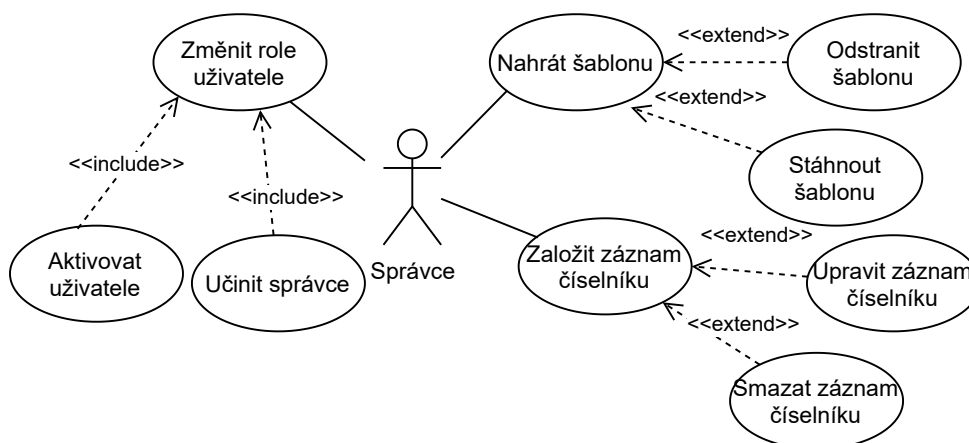 Změnit role
uživatele
<<include>>
<<include>>
Aktivovat
uživatele
Učinit správce
Správce
Nahrát šablonu
<<extend>>
Odstranit
šablonu
<<extend>>
Stáhnout
šablonu
Založit záznam
číselníku
<<extend>>
Upravit záznam
číselníku
<<extend>>
Smazat záznam
číselníku